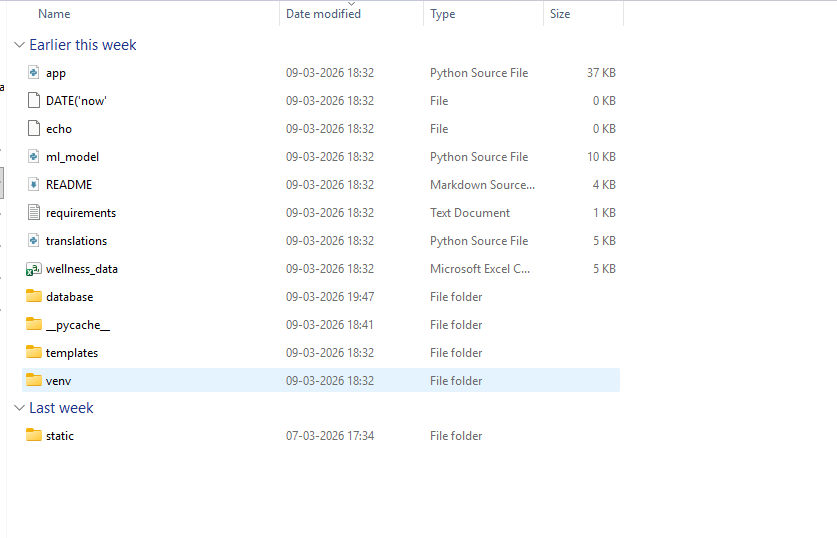 Name Date modified Type Size
Earlier this week
app 09-03-2026 18:32 Python Source File 37 KB
DATE('now' 09-03-2026 18:32 File 0 KB
echo 09-03-2026 18:32 File 0 KB
ml_model 09-03-2026 18:32 Python Source File 10 KB
README 09-03-2026 18:32 Markdown Source... 4 KB
requirements 09-03-2026 18:32 Text Document 1 KB
translations 09-03-2026 18:32 Python Source File 5 KB
wellness_data 09-03-2026 18:32 Microsoft Excel C... 5 KB
database 09-03-2026 19:47 File folder
__pycache__ 09-03-2026 18:41 File folder
templates 09-03-2026 18:32 File folder
venv 09-03-2026 18:32 File folder
Last week
static 07-03-2026 17:34 File folder